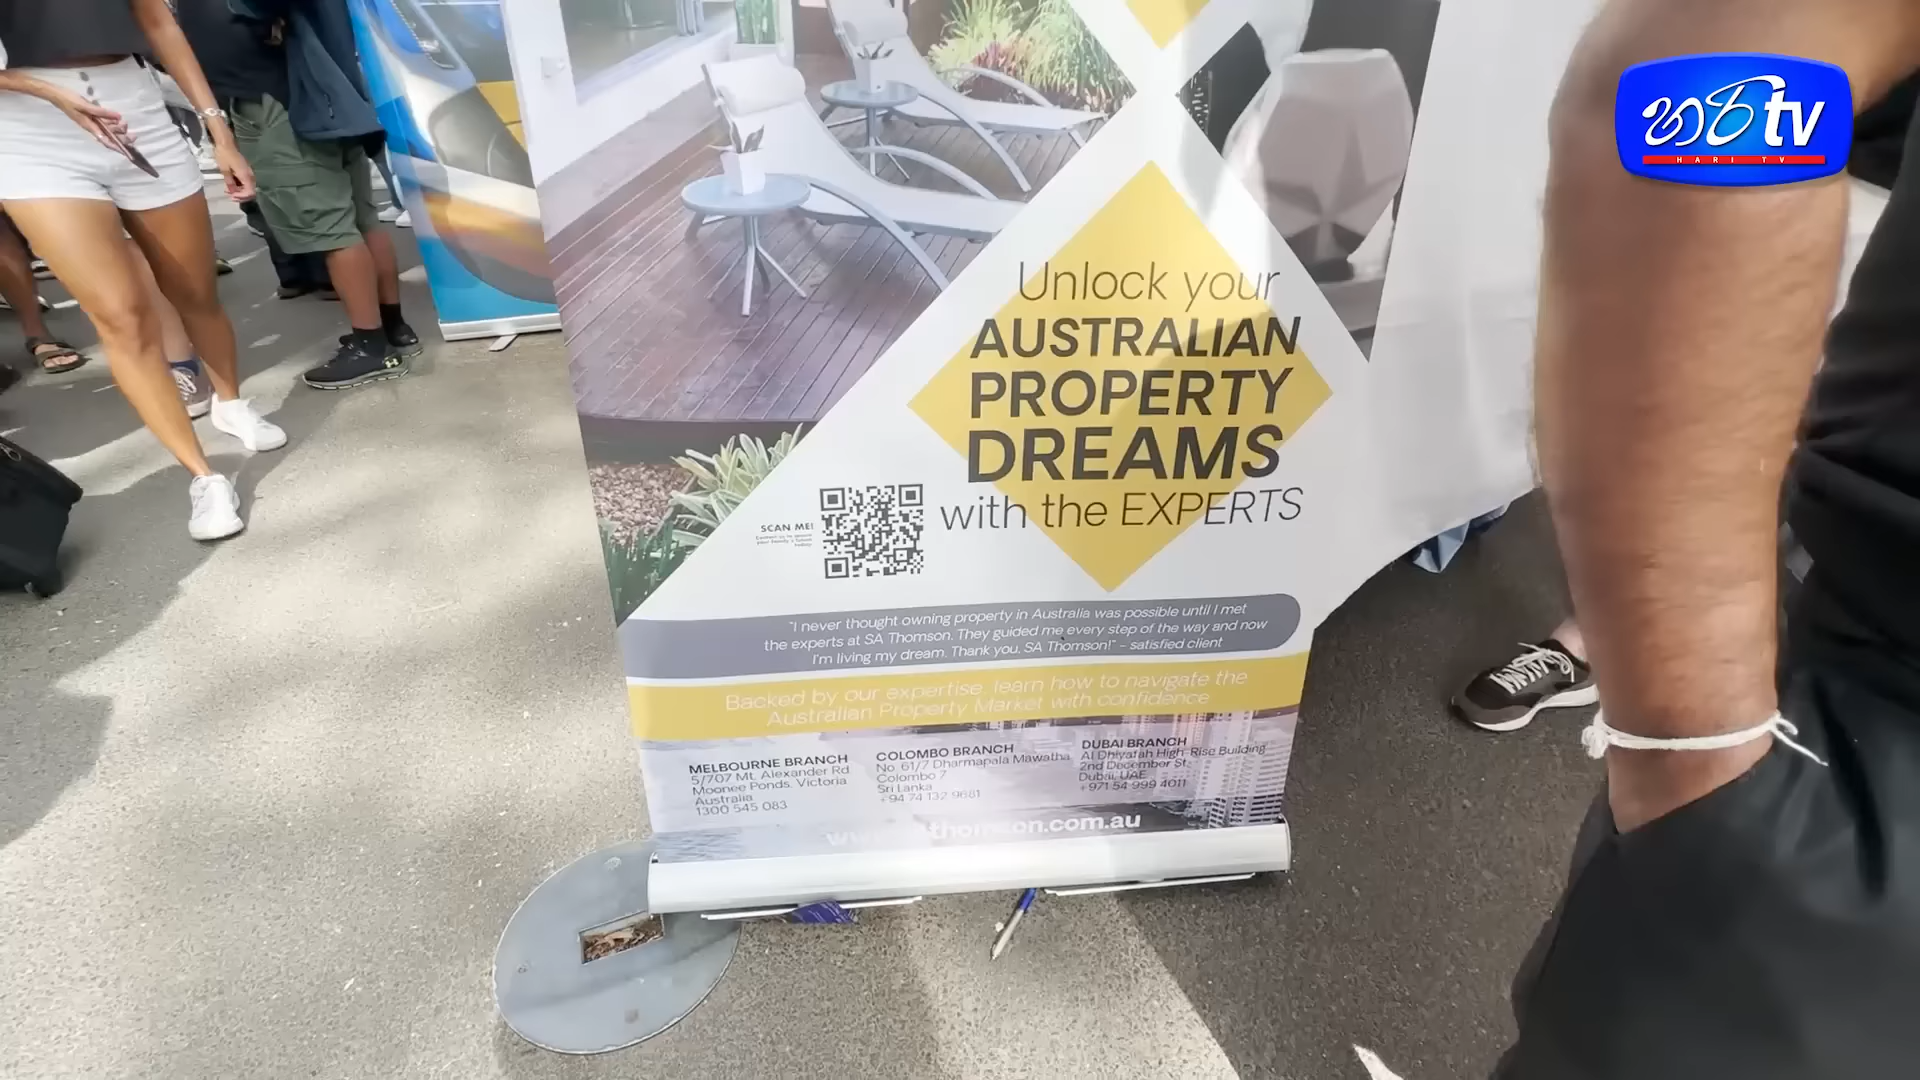 හරි tv
HARI TV
Unlock your
AUSTRALIAN
PROPERTY
DREAMS
with the EXPERTS
SCAN ME!
"I never thought owning property in Australia was possible until I met
the experts at SA Thomson. They guided me every step of the way and now
I'm living my dream. Thank you, SA Thomson!" - satisfied client
Backed by our expertise, learn how to navigate the
Australian Property Market with confidence
MELBOURNE BRANCH
5/707 Mt. Alexander Rd
Moonee Ponds, Victoria
Australia
1300 545 083
COLOMBO BRANCH
No. 61/7 Dharmapala Mawatha
Colombo 7
Sri Lanka
+94 74 132 9681
DUBAI BRANCH
Al Dhiyafah High-Rise Building
2nd December St.
Dubai, UAE
+971 54 999 4011
thomson.com.au